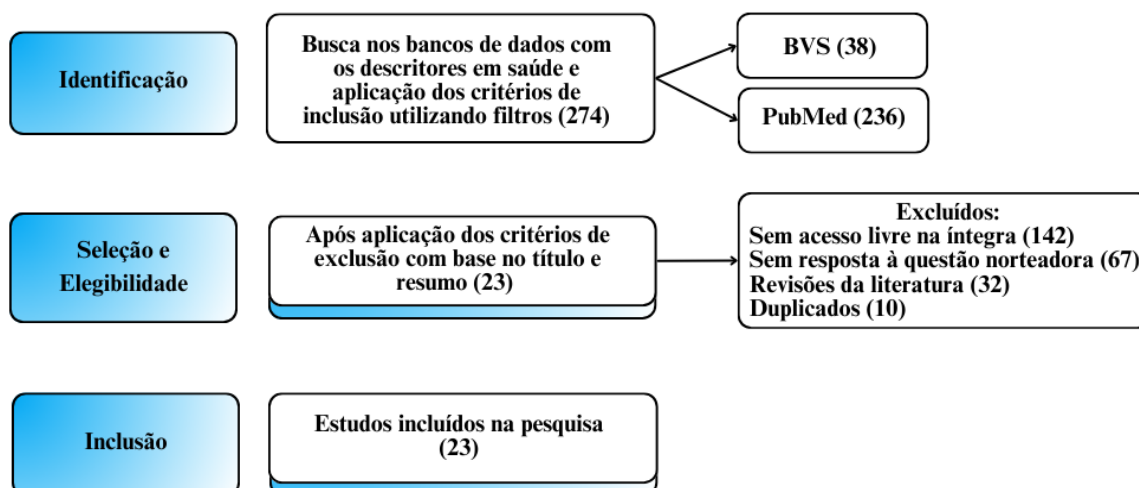 Identificação
Busca nos bancos de dados com
os descritores em saúde e
aplicação dos critérios de
inclusão utilizando filtros (274)
BVS (38)
PubMed (236)
Seleção e
Elegibilidade
Após aplicação dos critérios de
exclusão com base no título e
resumo (23)
Excluídos:
Sem acesso livre na íntegra (142)
Sem resposta à questão norteadora (67)
Revisões da literatura (32)
Duplicados (10)
Inclusão
Estudos incluídos na pesquisa
(23)